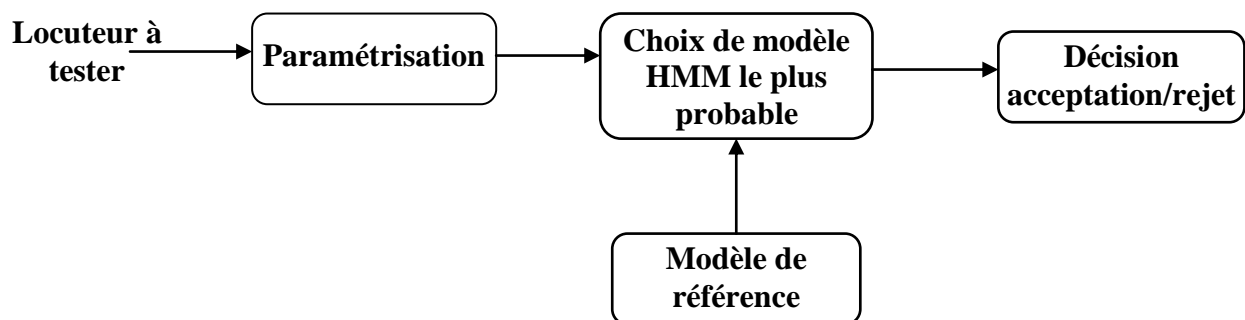 Locuteur à
tester
Paramétrisation
Choix de modèle
HMM le plus
probable
Décision
acceptation/rejet
Modèle de
référence